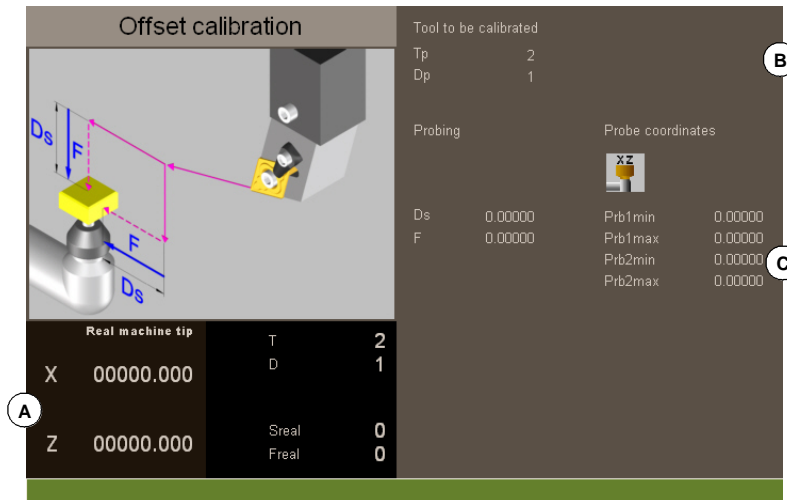 Offset calibration
Ds
F
F
Ds
Real machine tip
X 00000.000
Z 00000.000
T 2
D 1
Sreal 0
Freal 0
A
Tool to be calibrated
Tp 2
Dp 1
B
Probing
Ds 0.00000
F 0.00000
Probe coordinates
XZ
Prb1min 0.00000
Prb1max 0.00000
Prb2min 0.00000
Prb2max 0.00000
C